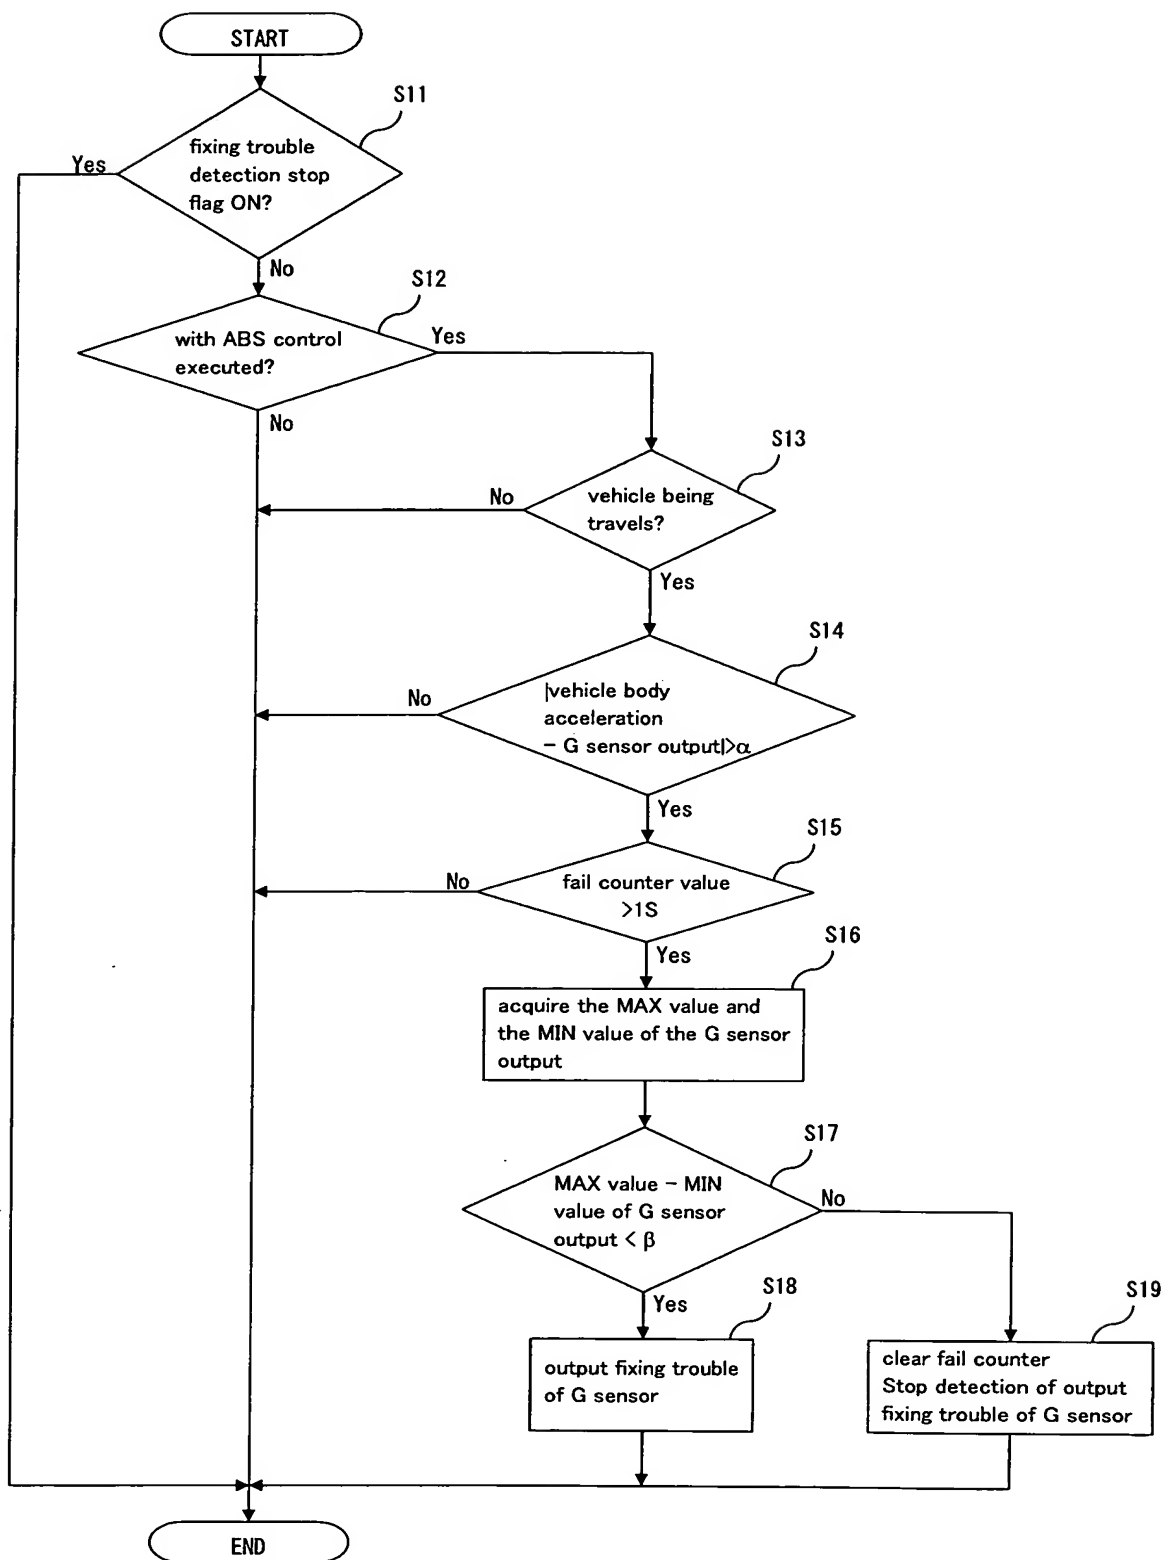 START
S11
fixing trouble
detection stop
flag ON?
Yes
No
S12
with ABS control
executed?
Yes
No
S13
vehicle being
travels?
No
Yes
S14
|vehicle body
acceleration
- G sensor output|>α
No
Yes
S15
fail counter value
>1S
No
Yes
S16
acquire the MAX value and
the MIN value of the G sensor
output
S17
MAX value - MIN
value of G sensor
output < β
No
Yes
S18
output fixing trouble
of G sensor
S19
clear fail counter
Stop detection of output
fixing trouble of G sensor
END